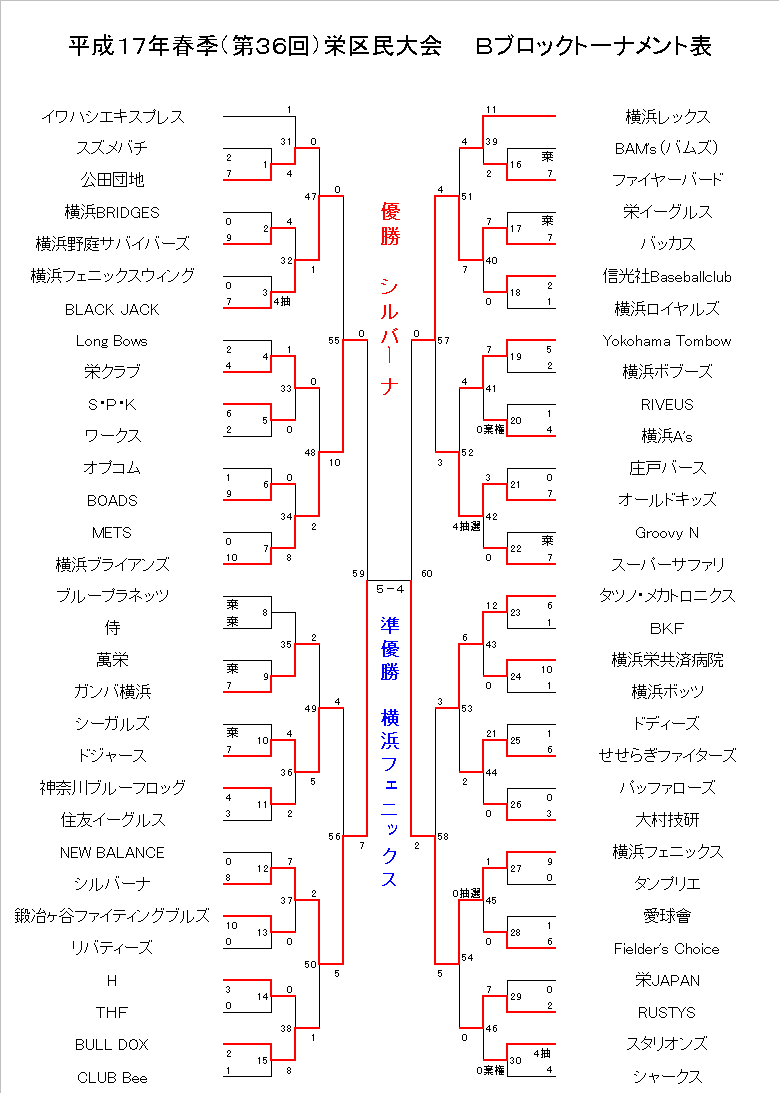 平成17年春季(第36回)栄区民大会 Bブロックトーナメント表
イワハシエキスプレス
スズメバチ
公田団地
横浜BRIDGES
横浜野庭サバイバーズ
横浜フェニックスウィング
BLACK JACK
Long Bows
栄クラブ
S・P・K
ワークス
オプコム
BOADS
METS
横浜ブライアンズ
ブループラネッツ
侍
萬栄
ガンバ横浜
シーガルズ
ドジャース
神奈川ブルーフロッグ
住友イーグルス
NEW BALANCE
シルバーナ
鍛冶ヶ谷ファイティングブルズ
リバティーズ
H
THF
BULL DOX
CLUB Bee
1
2
7
1
4
31
0
0
9
2
4
0
7
3
4抽
32
1
47
0
2
4
4
1
6
2
5
0
33
0
1
9
6
0
0
10
7
8
34
2
48
10
55
0
棄
棄
8
棄
7
9
35
2
棄
7
10
4
4
3
11
2
36
5
49
4
0
8
12
7
10
0
13
0
37
2
3
0
14
0
2
1
15
8
38
1
50
5
56
7
59
優勝 シルバーナ
5-4
準優勝 横浜フェニックス
60
11
棄
7
16
2
39
4
棄
7
17
7
2
1
18
0
40
7
51
4
5
2
19
7
1
4
20
0棄権
41
4
0
7
21
3
棄
7
22
0
42
4抽選
52
3
57
0
6
1
23
12
10
1
24
0
43
6
1
6
25
21
0
3
26
0
44
2
53
3
9
0
27
1
1
6
28
0
45
0抽選
0
2
29
7
4抽
4
30
0棄権
46
0
54
5
58
2
横浜レックス
BAM's(バムズ)
ファイヤーバード
栄イーグルス
バッカス
信光社Baseballclub
横浜ロイヤルズ
Yokohama Tombow
横浜ボブーズ
RIVEUS
横浜A's
庄戸バース
オールドキッズ
Groovy N
スーパーサファリ
タツノ・メカトロニクス
BKF
横浜栄共済病院
横浜ボッツ
ドディーズ
せせらぎファイターズ
バッファローズ
大村技研
横浜フェニックス
タンプリエ
愛球會
Fielder's Choice
栄JAPAN
RUSTYS
スタリオンズ
シャークス